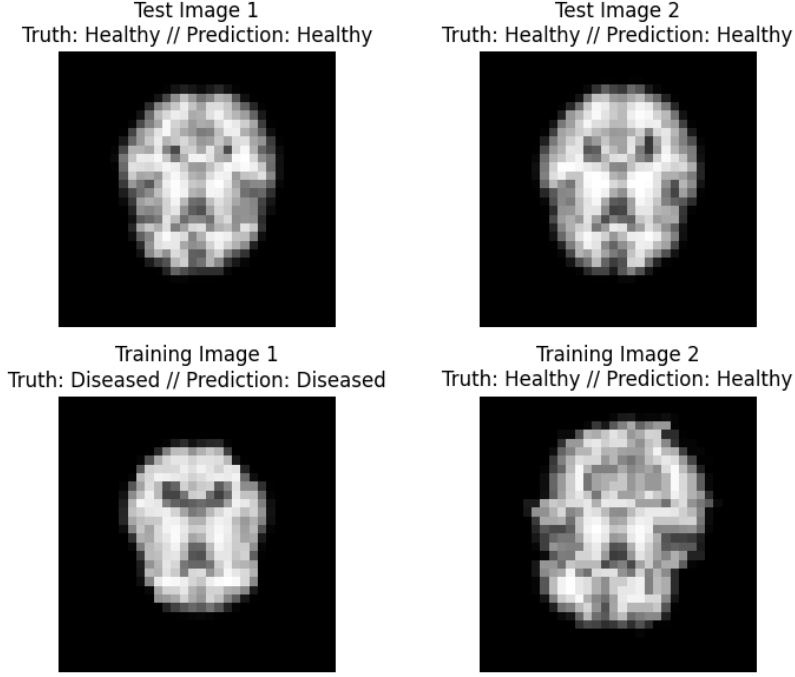 Test Image 1
Truth: Healthy // Prediction: Healthy
Test Image 2
Truth: Healthy // Prediction: Healthy
Training Image 1
Truth: Diseased // Prediction: Diseased
Training Image 2
Truth: Healthy // Prediction: Healthy